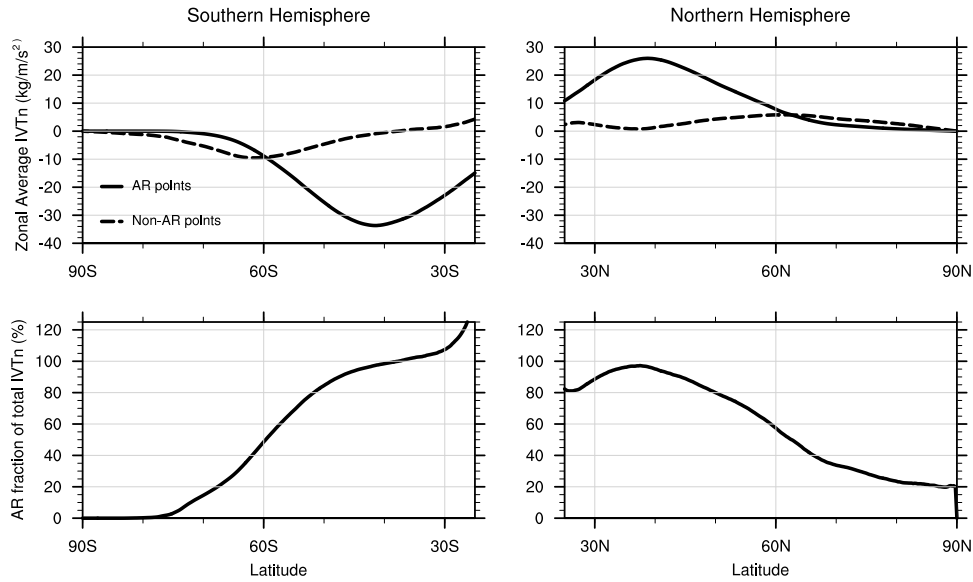 Southern Hemisphere
Northern Hemisphere
Zonal Average IVTn (kg/m/s²)
30
20
10
0
-10
-20
-30
-40
AR points
Non-AR points
90S
60S
30S
30
20
10
0
-10
-20
-30
-40
30N
60N
90N
AR fraction of total IVTn (%)
120
100
80
60
40
20
0
90S
60S
30S
Latitude
120
100
80
60
40
20
0
30N
60N
90N
Latitude